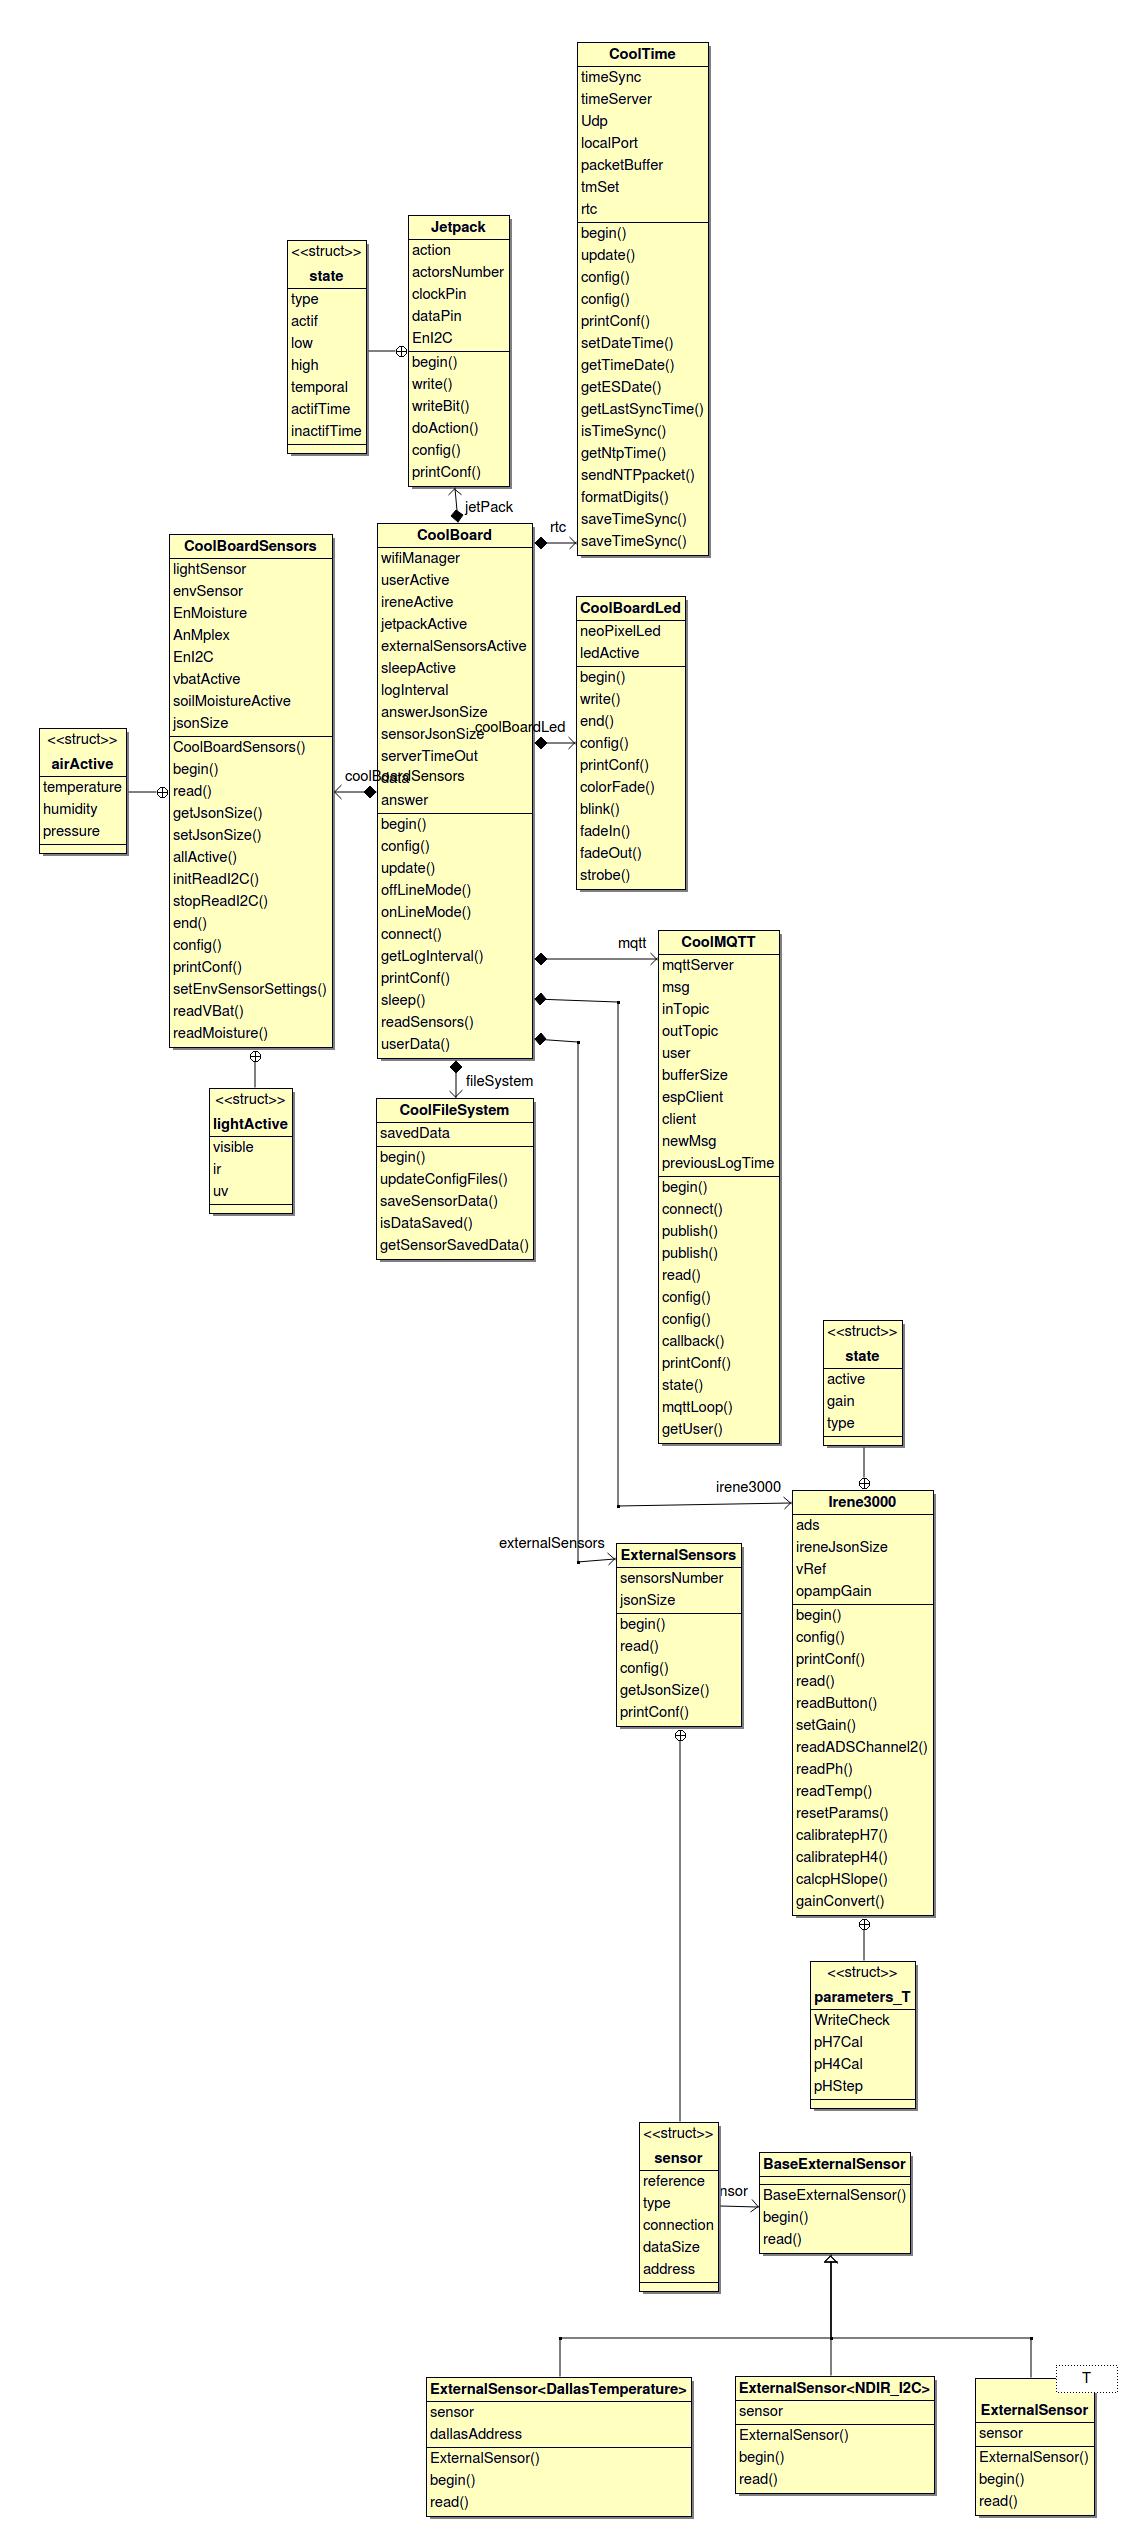 CoolTime
timeSync
timeServer
Udp
localPort
packetBuffer
tmSet
rtc
begin()
update()
config()
config()
printConf()
setDateTime()
getTimeDate()
getESDate()
getLastSyncTime()
isTimeSync()
getNtpTime()
sendNTPpacket()
formatDigits()
saveTimeSync()
saveTimeSync()
Jetpack
action
actorsNumber
clockPin
dataPin
EnI2C
begin()
write()
writeBit()
doAction()
config()
printConf()
<<struct>>
state
type
actif
low
high
temporal
actifTime
inactifTime
jetPack
rtc
CoolBoard
wifiManager
userActive
ireneActive
jetpackActive
externalSensorsActive
sleepActive
logInterval
answerJsonSize
sensorJsonSize
serverTimeOut
data
answer
begin()
config()
update()
offLineMode()
onLineMode()
connect()
getLogInterval()
printConf()
sleep()
readSensors()
userData()
CoolBoardSensors
lightSensor
envSensor
EnMoisture
AnMplex
EnI2C
vbatActive
soilMoistureActive
jsonSize
CoolBoardSensors()
begin()
read()
getJsonSize()
setJsonSize()
allActive()
initReadI2C()
stopReadI2C()
end()
config()
printConf()
setEnvSensorSettings()
readVBat()
readMoisture()
coolBoardLed
coolBoardSensors
CoolBoardLed
neoPixelLed
ledActive
begin()
write()
end()
config()
printConf()
colorFade()
blink()
fadeIn()
fadeOut()
strobe()
<<struct>>
airActive
temperature
humidity
pressure
<<struct>>
lightActive
visible
ir
uv
fileSystem
CoolFileSystem
savedData
begin()
updateConfigFiles()
saveSensorData()
isDataSaved()
getSensorSavedData()
mqtt
CoolMQTT
mqttServer
msg
inTopic
outTopic
user
bufferSize
espClient
client
newMsg
previousLogTime
begin()
connect()
publish()
publish()
read()
config()
config()
callback()
printConf()
state()
mqttLoop()
getUser()
<<struct>>
state
active
gain
type
irene3000
Irene3000
ads
ireneJsonSize
vRef
opampGain
begin()
config()
printConf()
read()
readButton()
setGain()
readADSChannel2()
readPh()
readTemp()
resetParams()
calibratepH7()
calibratepH4()
calcpHSlope()
gainConvert()
externalSensors
ExternalSensors
sensorsNumber
jsonSize
begin()
read()
config()
getJsonSize()
printConf()
<<struct>>
parameters_T
WriteCheck
pH7Cal
pH4Cal
pHStep
<<struct>>
sensor
reference
type
connection
dataSize
address
nsor
BaseExternalSensor
BaseExternalSensor()
begin()
read()
ExternalSensor<DallasTemperature>
sensor
dallasAddress
ExternalSensor()
begin()
read()
ExternalSensor<NDIR_I2C>
sensor
ExternalSensor()
begin()
read()
T
ExternalSensor
sensor
ExternalSensor()
begin()
read()